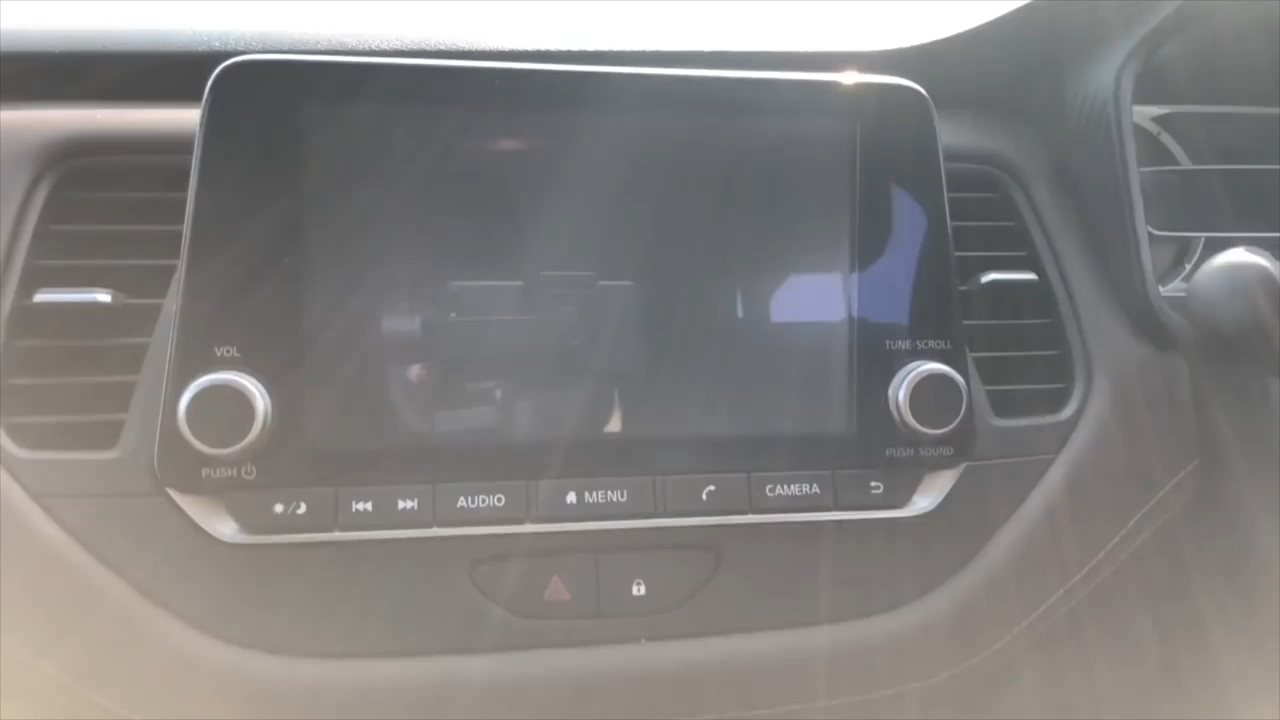 VOL
TUNE·SCROLL
PUSH
PUSH SOUND
AUDIO
MENU
CAMERA